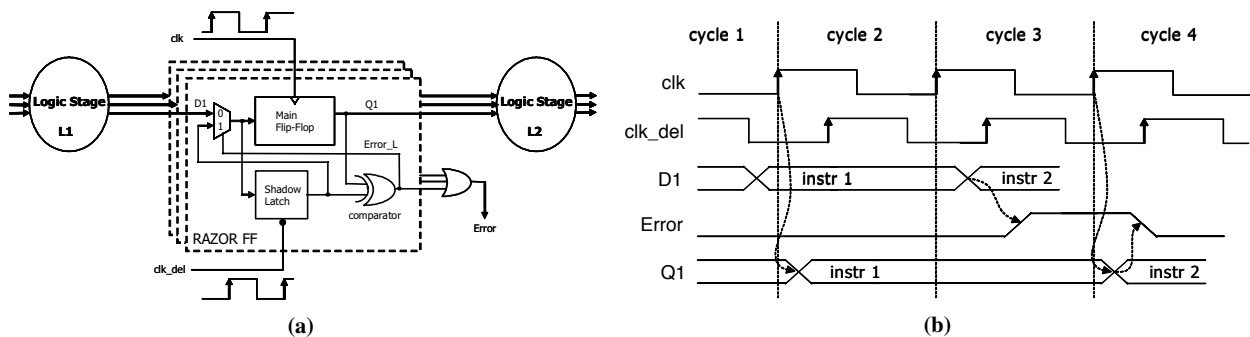 clk
Logic Stage
L1
D1
0
1
Main
Flip-Flop
Q1
Logic Stage
L2
Error_L
Shadow
Latch
comparator
Error
RAZOR FF
clk_del
(a)
cycle 1
cycle 2
cycle 3
cycle 4
clk
clk_del
D1
instr 1
instr 2
Error
Q1
instr 1
instr 2
(b)